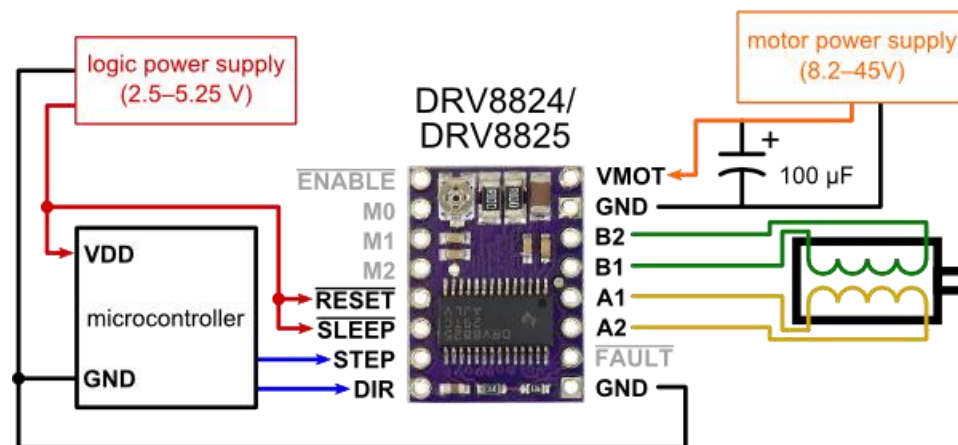 logic power supply
(2.5–5.25 V)
motor power supply
(8.2–45V)
DRV8824/
DRV8825
+
100 µF
ENABLE
M0
M1
M2
RESET
SLEEP
STEP
DIR
VMOT
GND
B2
B1
A1
A2
FAULT
GND
VDD
microcontroller
GND